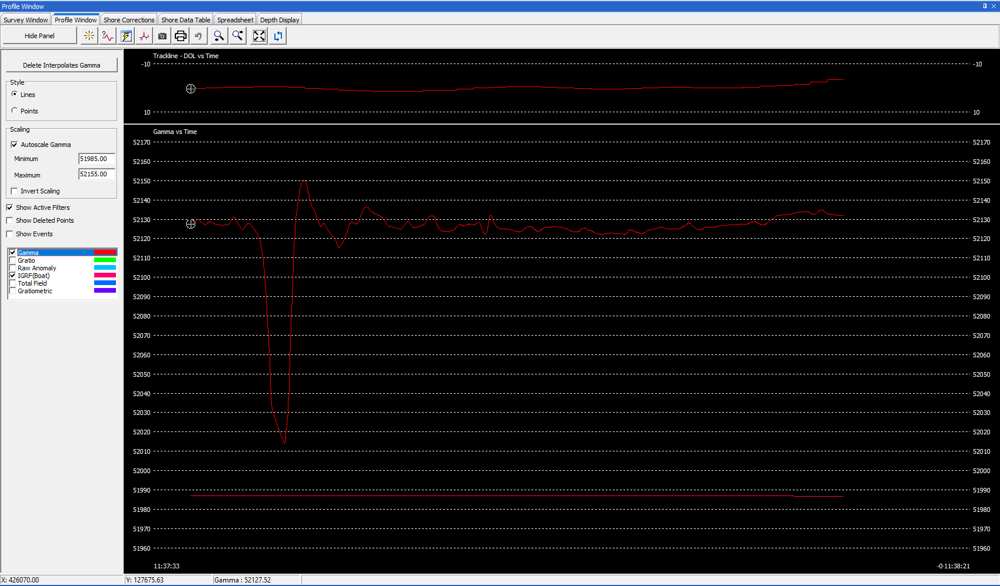 Profile Window
Survey Window Profile Window Shore Corrections Shore Data Table Spreadsheet Depth Display
Hide Panel
Delete Interpolates Gamma
Style
Lines
Points
Scaling
Autoscale Gamma
Minimum 51985.00
Maximum 52155.00
Invert Scaling
Show Active Filters
Show Deleted Points
Show Events
Gamma
Gratio
Raw Anomaly
IGRF(Boat)
Total Field
Gratiometric
Trackline - DOL vs Time
-10 -10
10 10
Gamma vs Time
52170 52170
52160 52160
52150 52150
52140 52140
52130 52130
52120 52120
52110 52110
52100 52100
52090 52090
52080 52080
52070 52070
52060 52060
52050 52050
52040 52040
52030 52030
52020 52020
52010 52010
52000 52000
51990 51990
51980 51980
51970 51970
51960 51960
11:37:33 -0·11:38:21
X: 426070.00 Y: 127675.63 Gamma : 52127.52